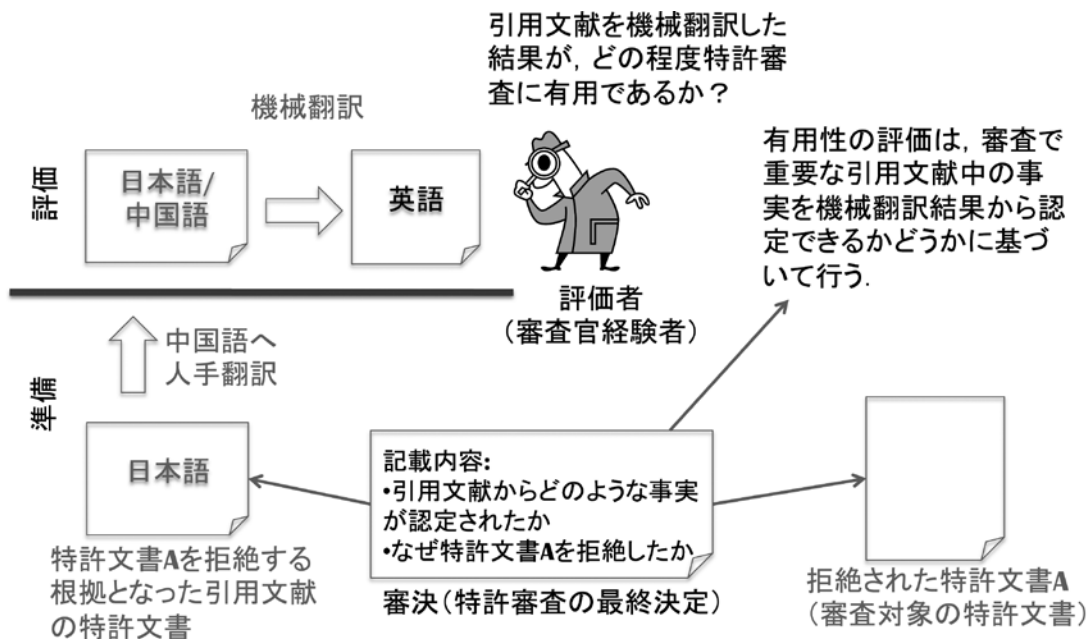 引用文献を機械翻訳した
結果が，どの程度特許審
査に有用であるか？
機械翻訳
評価
日本語/
中国語
英語
有用性の評価は，審査で
重要な引用文献中の事
実を機械翻訳結果から認
定できるかどうかに基づ
いて行う．
評価者
（審査官経験者）
中国語へ
人手翻訳
準備
日本語
記載内容:
•引用文献からどのような事実
が認定されたか
•なぜ特許文書Aを拒絶したか
特許文書Aを拒絶する
根拠となった引用文献
の特許文書
審決（特許審査の最終決定）
拒絶された特許文書A
（審査対象の特許文書）